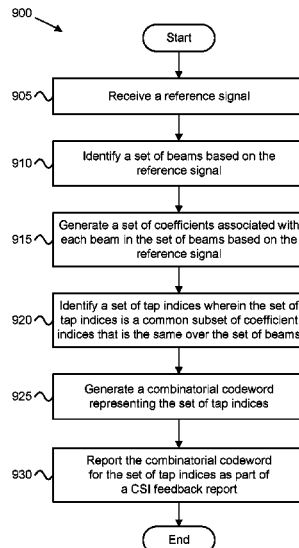 900
Start
905
Receive a reference signal
910
Identify a set of beams based on the
reference signal
915
Generate a set of coefficients associated with
each beam in the set of beams based on the
reference signal
920
Identify a set of tap indices wherein the set of
tap indices is a common subset of coefficient
indices that is the same over the set of beams
925
Generate a combinatorial codeword
representing the set of tap indices
930
Report the combinatorial codeword
for the set of tap indices as part of
a CSI feedback report
End